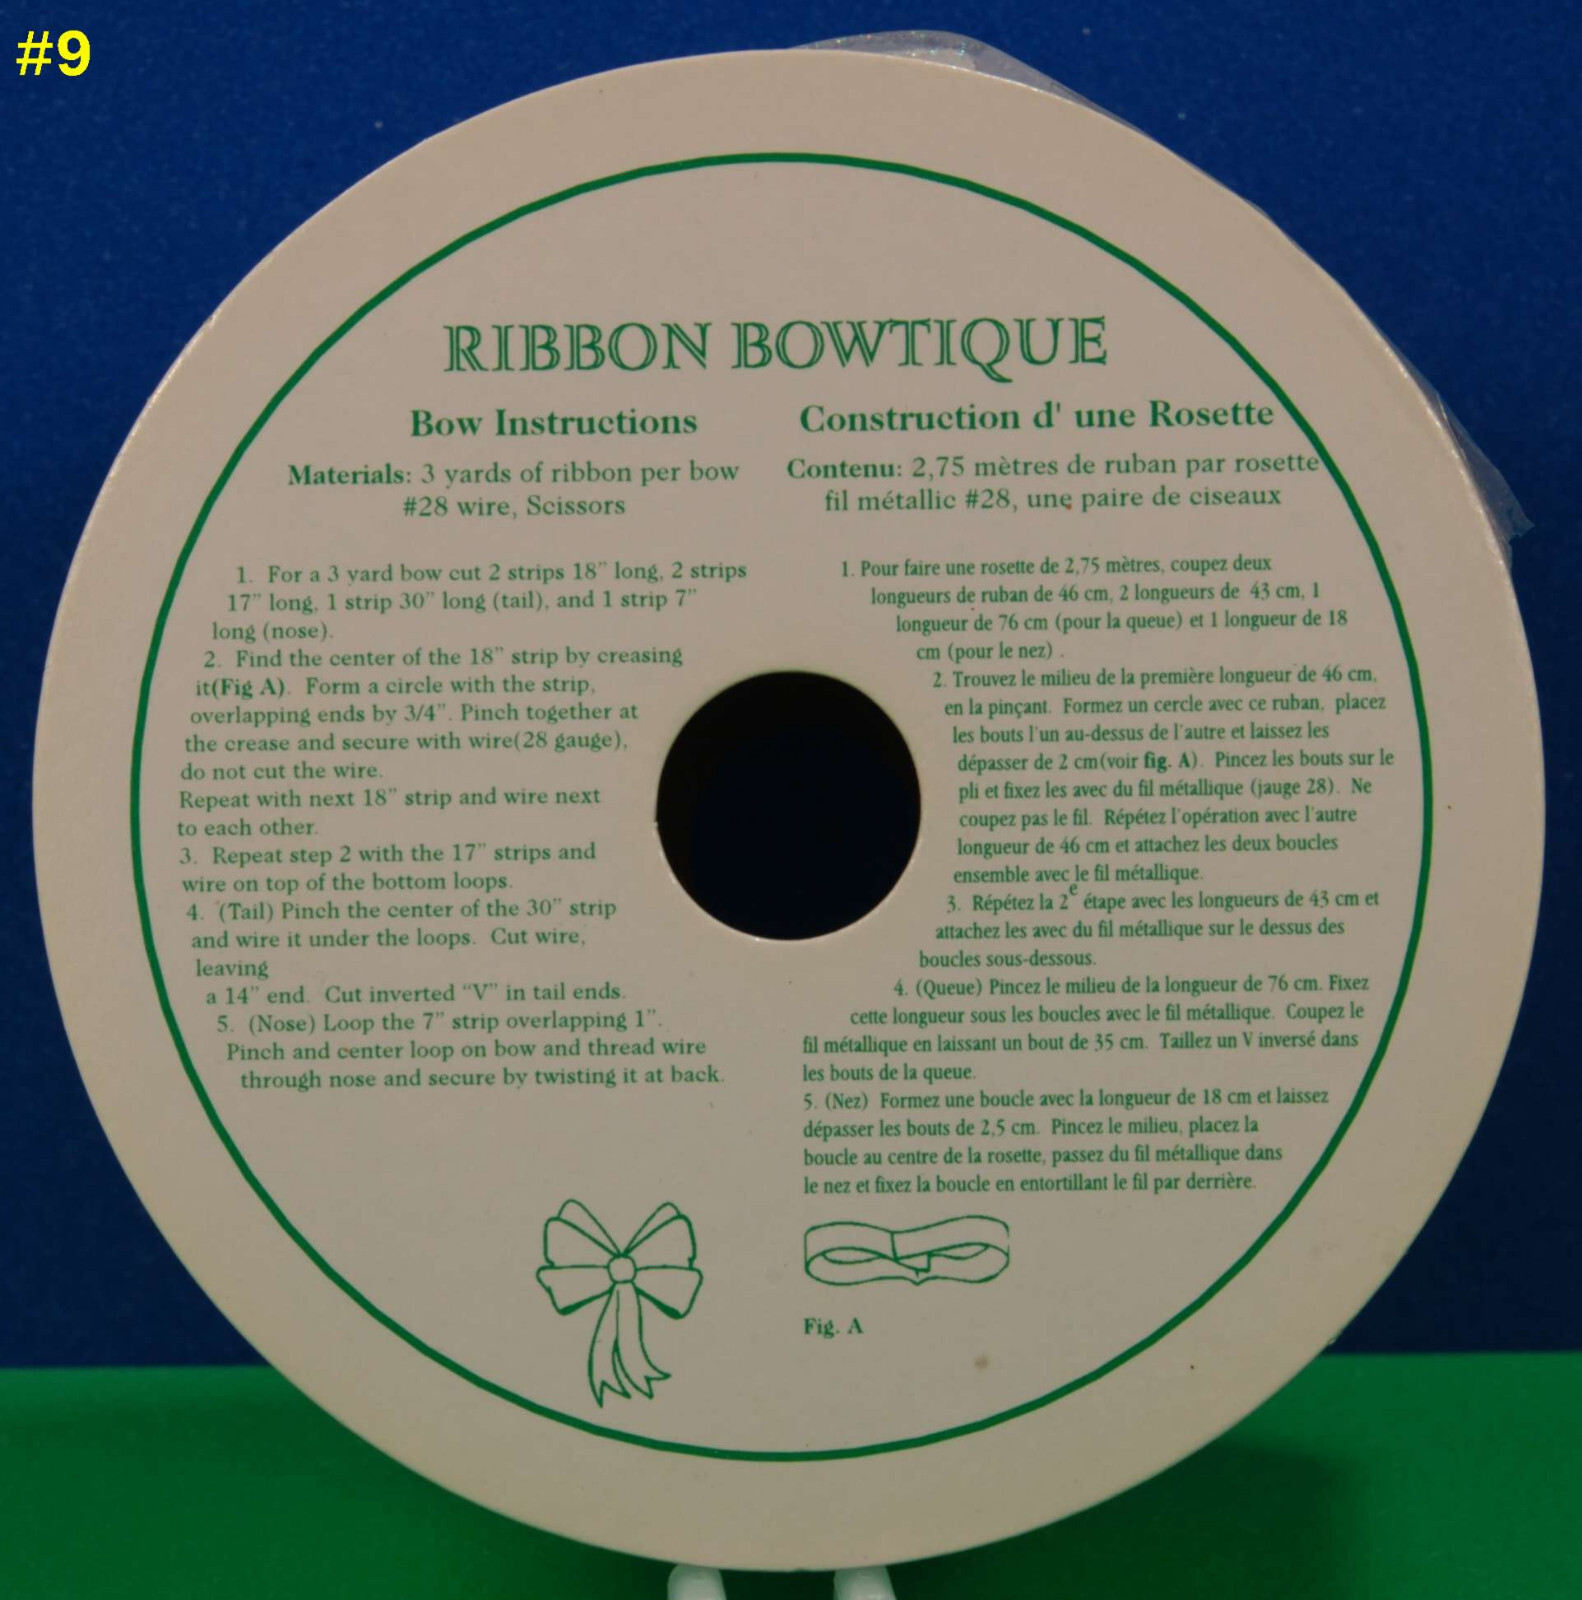 #9
RIBBON BOWTIQUE
Bow Instructions
Materials: 3 yards of ribbon per bow
#28 wire, Scissors
1. For a 3 yard bow cut 2 strips 18” long, 2 strips
17” long, 1 strip 30” long (tail), and 1 strip 7”
long (nose).
2. Find the center of the 18” strip by creasing
it(Fig A). Form a circle with the strip,
overlapping ends by 3/4”. Pinch together at
the crease and secure with wire(28 gauge),
do not cut the wire.
Repeat with next 18” strip and wire next
to each other.
3. Repeat step 2 with the 17” strips and
wire on top of the bottom loops.
4. (Tail) Pinch the center of the 30” strip
and wire it under the loops. Cut wire,
leaving
a 14” end. Cut inverted “V” in tail ends.
5. (Nose) Loop the 7” strip overlapping 1”.
Pinch and center loop on bow and thread wire
through nose and secure by twisting it at back.
Construction d' une Rosette
Contenu: 2,75 mètres de ruban par rosette
fil métallic #28, une paire de ciseaux
1. Pour faire une rosette de 2,75 mètres, coupez deux
longueurs de ruban de 46 cm, 2 longueurs de 43 cm, 1
longueur de 76 cm (pour la queue) et 1 longueur de 18
cm (pour le nez) .
2. Trouvez le milieu de la première longueur de 46 cm,
en la pinçant. Formez un cercle avec ce ruban, placez
les bouts l'un au-dessus de l'autre et laissez les
dépasser de 2 cm(voir fig. A). Pincez les bouts sur le
pli et fixez les avec du fil métallique (jauge 28). Ne
coupez pas le fil. Répétez l'opération avec l'autre
longueur de 46 cm et attachez les deux boucles
ensemble avec le fil métallique.
3. Répétez la 2e étape avec les longueurs de 43 cm et
attachez les avec du fil métallique sur le dessus des
boucles sous-dessous.
4. (Queue) Pincez le milieu de la longueur de 76 cm. Fixez
cette longueur sous les boucles avec le fil métallique. Coupez le
fil métallique en laissant un bout de 35 cm. Taillez un V inversé dans
les bouts de la queue.
5. (Nez) Formez une boucle avec la longueur de 18 cm et laissez
dépasser les bouts de 2,5 cm. Pincez le milieu, placez la
boucle au centre de la rosette, passez du fil métallique dans
le nez et fixez la boucle en entortillant le fil par derrière.
Fig. A